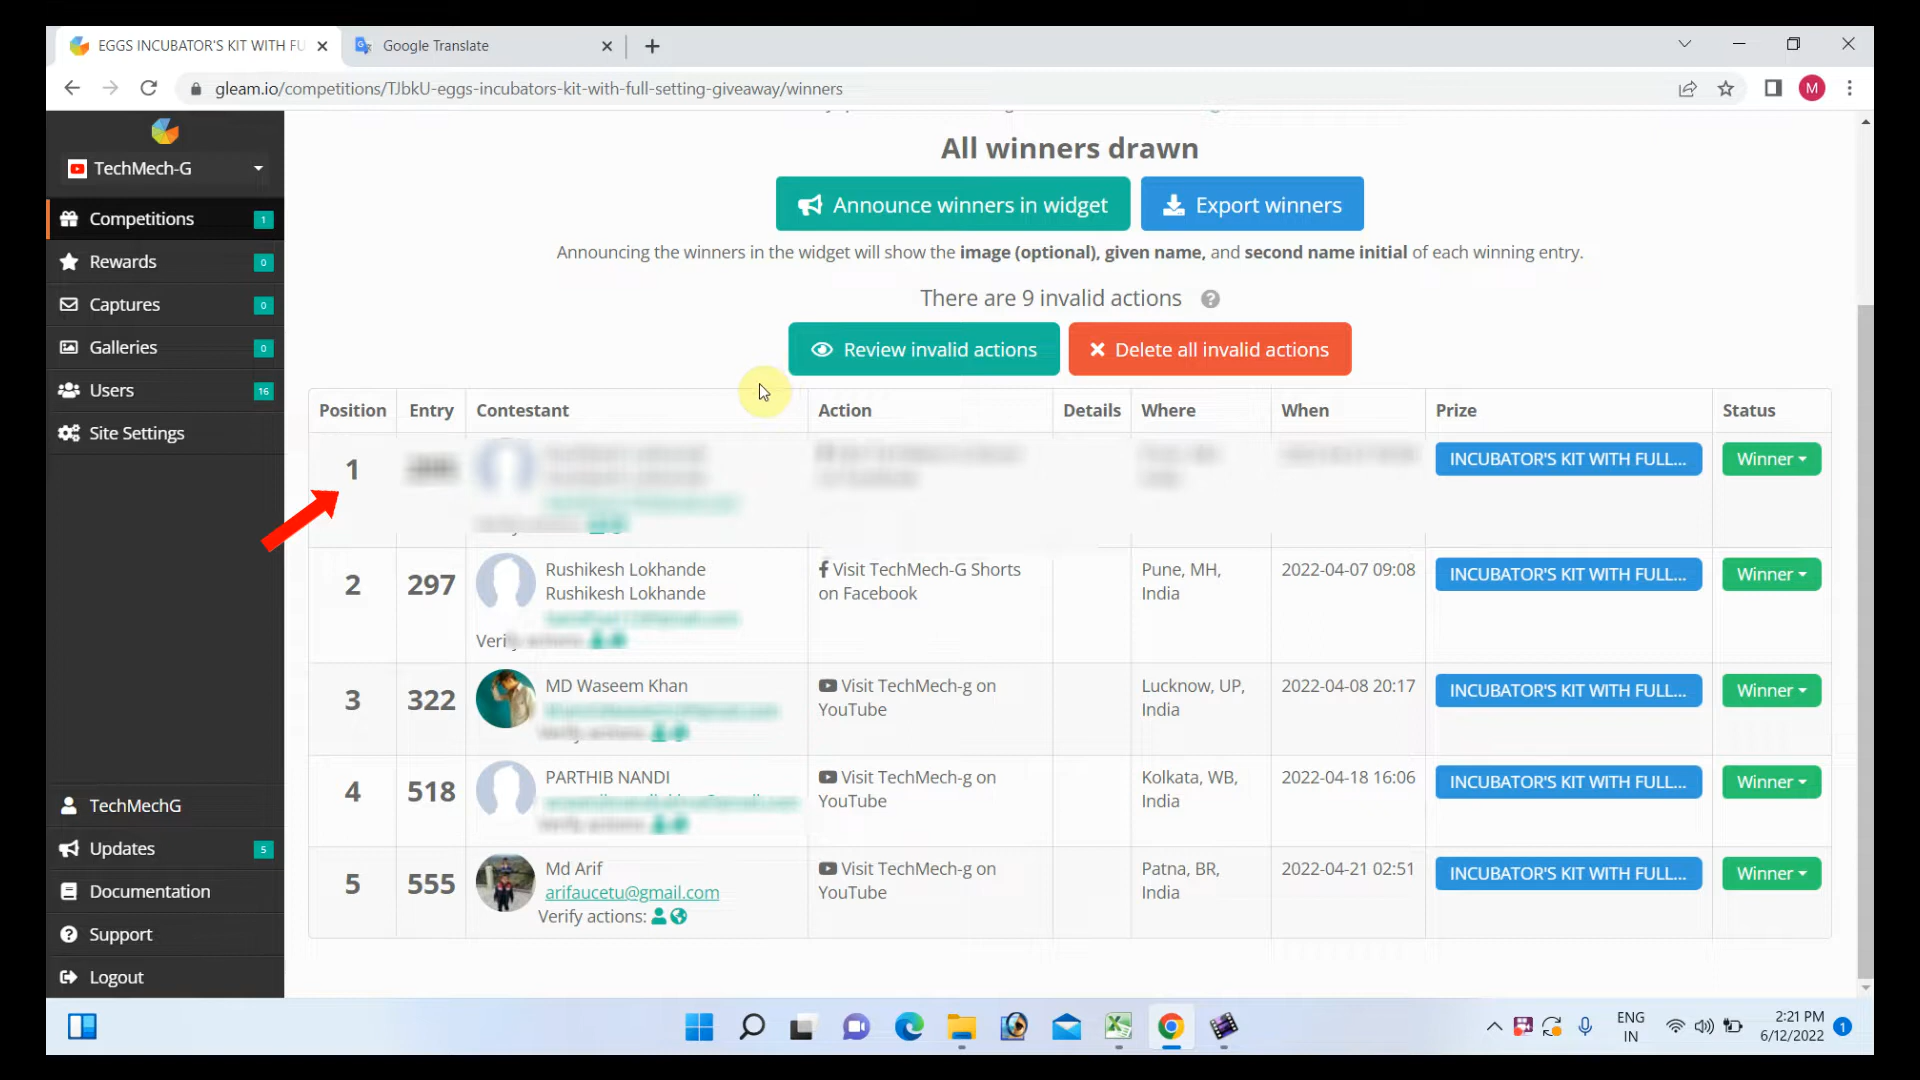 EGGS INCUBATOR'S KIT WITH FU
Google Translate
gleam.io/competitions/TJbkU-eggs-incubators-kit-with-full-setting-giveaway/winners
M
TechMech-G
Competitions 1
Rewards 0
Captures 0
Galleries 0
Users 16
Site Settings
TechMechG
Updates 5
Documentation
Support
Logout
All winners drawn
Announce winners in widget
Export winners
Announcing the winners in the widget will show the image (optional), given name, and second name initial of each winning entry.
There are 9 invalid actions ?
Review invalid actions
Delete all invalid actions
Position Entry Contestant Action Details Where When Prize Status
1 INCUBATOR'S KIT WITH FULL... Winner
2 297 Rushikesh Lokhande Visit TechMech-G Shorts Pune, MH, 2022-04-07 09:08 INCUBATOR'S KIT WITH FULL... Winner
Rushikesh Lokhande on Facebook India
3 322 MD Waseem Khan Visit TechMech-g on Lucknow, UP, 2022-04-08 20:17 INCUBATOR'S KIT WITH FULL... Winner
YouTube India
4 518 PARTHIB NANDI Visit TechMech-g on Kolkata, WB, 2022-04-18 16:06 INCUBATOR'S KIT WITH FULL... Winner
YouTube India
5 555 Md Arif Visit TechMech-g on Patna, BR, 2022-04-21 02:51 INCUBATOR'S KIT WITH FULL... Winner
arifaucetu@gmail.com YouTube India
Verify actions:
ENG
IN
2:21 PM
6/12/2022
1